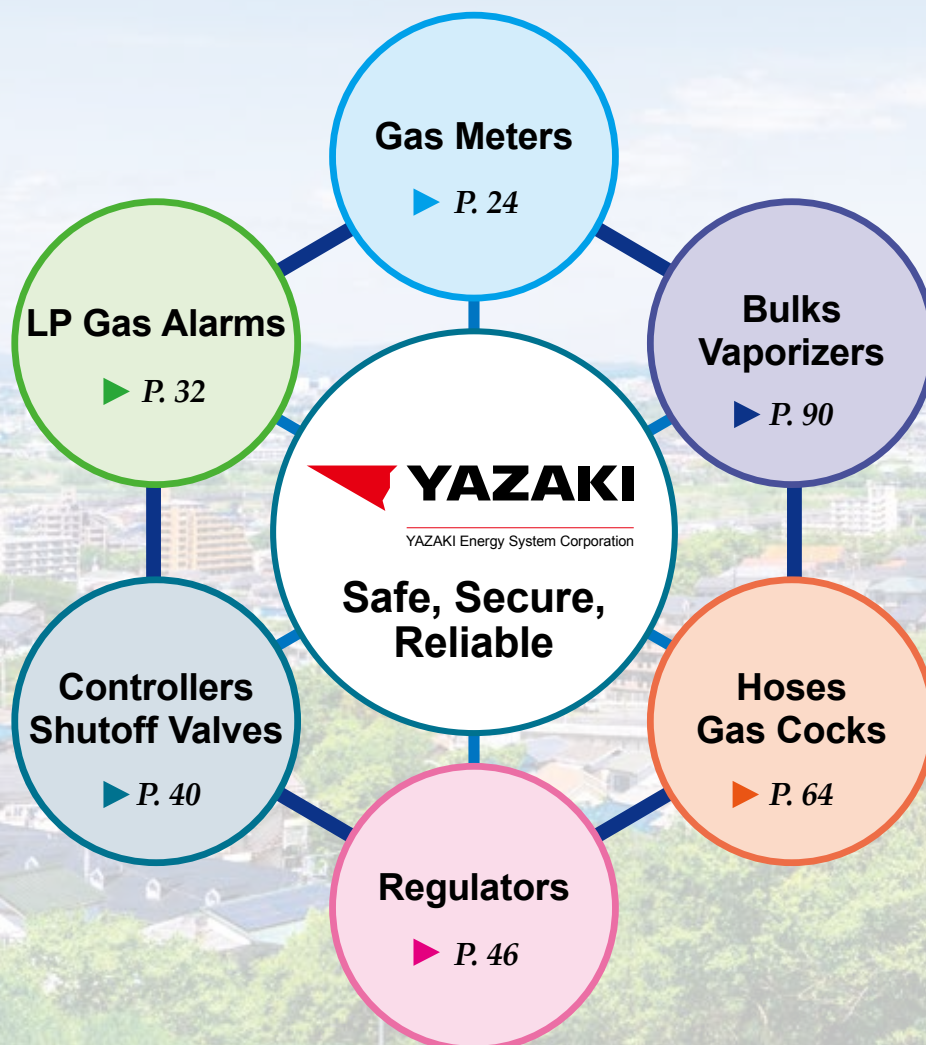 Gas Meters
▶ P. 24
LP Gas Alarms
▶ P. 32
Bulks
Vaporizers
▶ P. 90
YAZAKI
YAZAKI Energy System Corporation
Safe, Secure,
Reliable
Controllers
Shutoff Valves
▶ P. 40
Hoses
Gas Cocks
▶ P. 64
Regulators
▶ P. 46